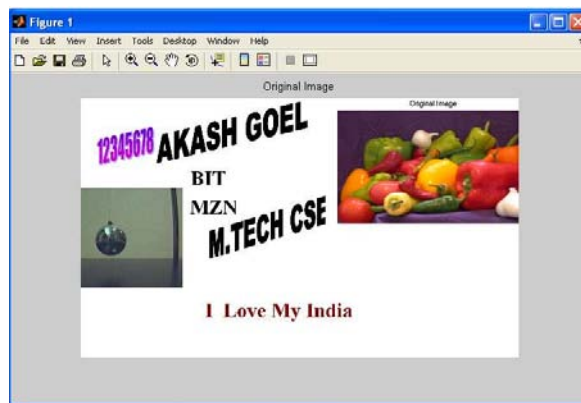 Figure 1
File Edit View Insert Tools Desktop Window Help
Original Image
Original Image
12345678 AKASH GOEL
BIT
MZN
M.TECH CSE
I Love My India